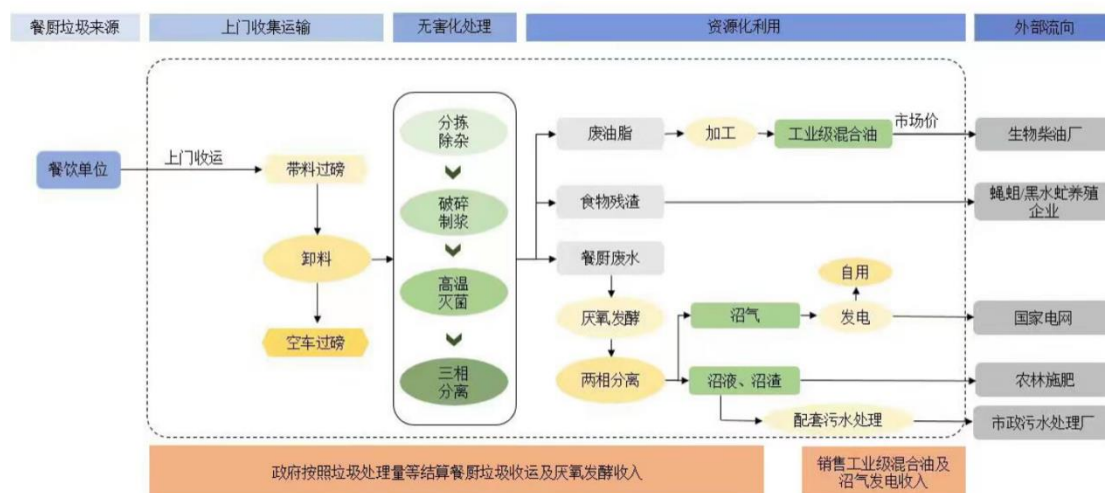 餐厨垃圾来源
上门收集运输
无害化处理
资源化利用
外部流向
餐饮单位
上门收运
带料过磅
卸料
空车过磅
分拣
除杂
破碎
制浆
高温
灭菌
三相
分离
废油脂
加工
工业级混合油
市场价
生物柴油厂
食物残渣
蝇蛆/黑水虻养殖
企业
餐厨废水
厌氧发酵
两相分离
沼气
发电
自用
国家电网
沼液、沼渣
农林施肥
配套污水处理
市政污水处理厂
政府按照垃圾处理量等结算餐厨垃圾收运及厌氧发酵收入
销售工业级混合油及
沼气发电收入